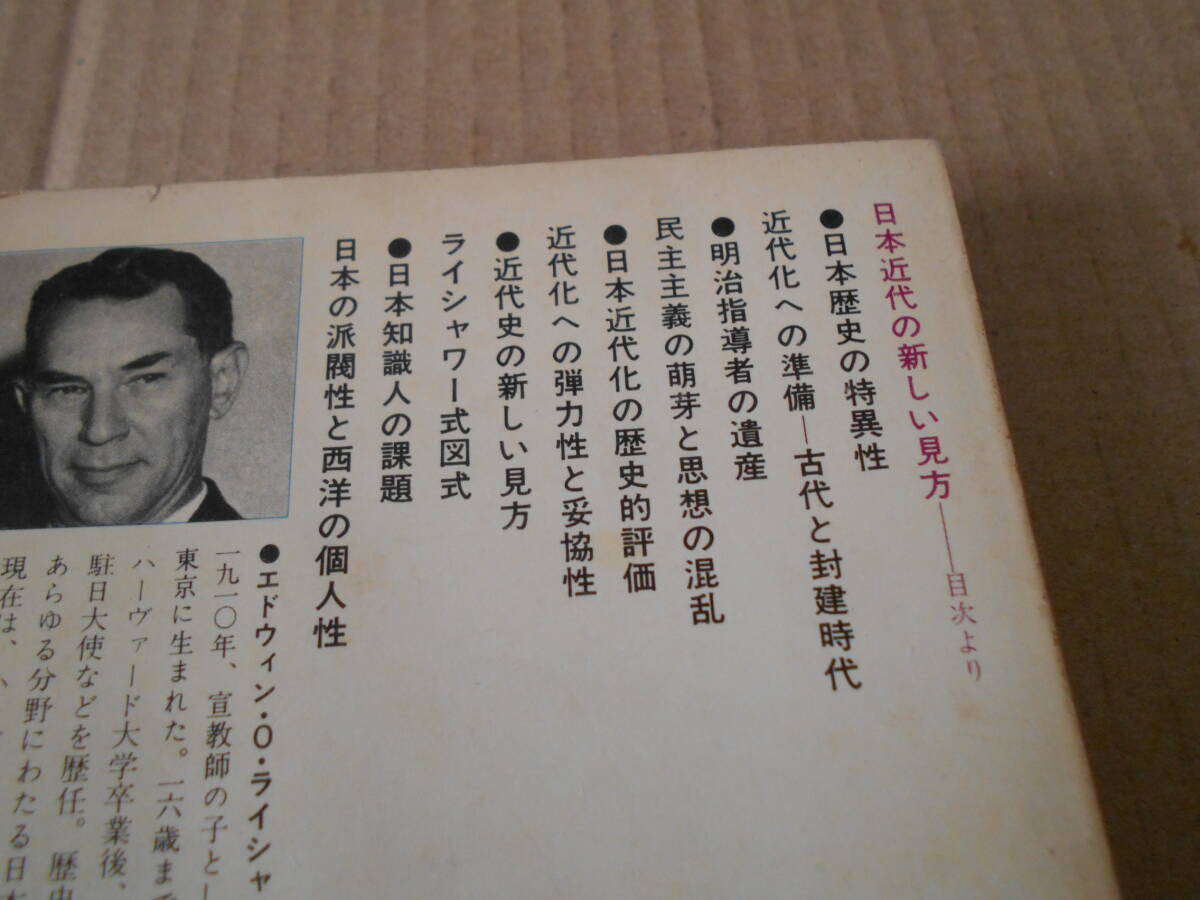 日本近代の新しい見方――目次より
●日本歴史の特異性
近代化への準備―古代と封建時代
●明治指導者の遺産
民主主義の萌芽と思想の混乱
●日本近代化の歴史的評価
近代化への弾力性と妥協性
●近代史の新しい見方
ライシャワー式図式
●日本知識人の課題
日本の派閥性と西洋の個人性
●エドウィン・O・ライシャ
一九一〇年、宣教師の子とし
東京に生まれた。一六歳まで
ハーヴァード大学卒業後、
駐日大使などを歴任。歴史
あらゆる分野にわたる日本
現在は、ハ